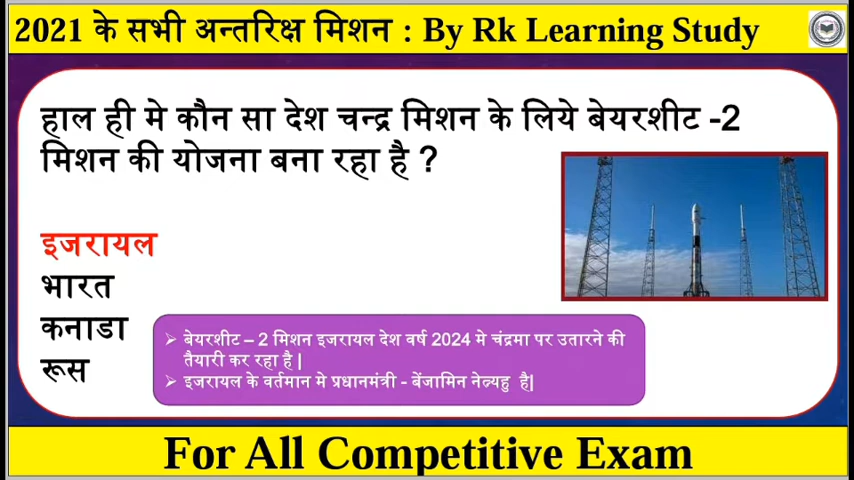 2021 के सभी अन्तरिक्ष मिशन : By Rk Learning Study
हाल ही मे कौन सा देश चन्द्र मिशन के लिये बेयरशीट -2
मिशन की योजना बना रहा है ?
इजरायल
भारत
कनाडा
रूस
➢ बेयरशीट – 2 मिशन इजरायल देश वर्ष 2024 मे चंद्रमा पर उतारने की
तैयारी कर रहा है |
➢ इजरायल के वर्तमान मे प्रधानमंत्री - बेंजामिन नेत्यहु है|
For All Competitive Exam